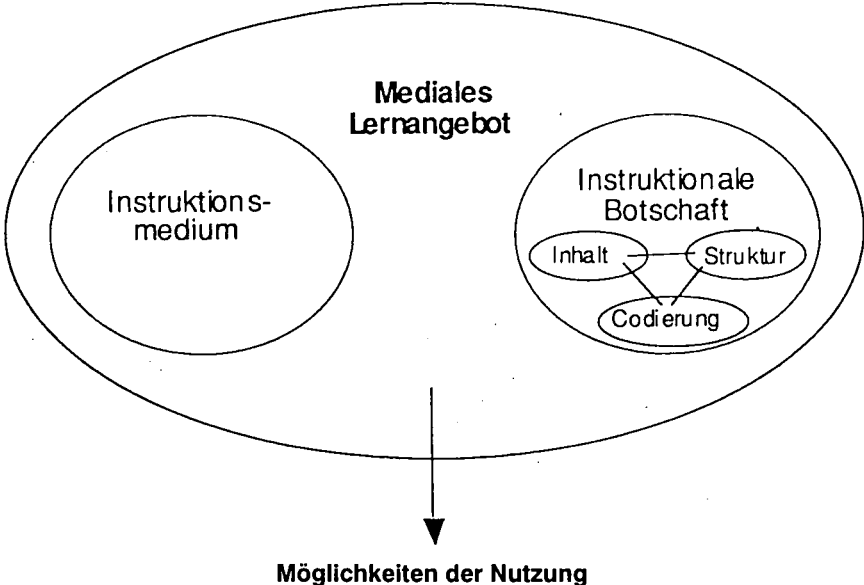 Mediales
Lernangebot
Instruktions-
medium
Instruktionale
Botschaft
Inhalt
Struktur
Codierung
Möglichkeiten der Nutzung